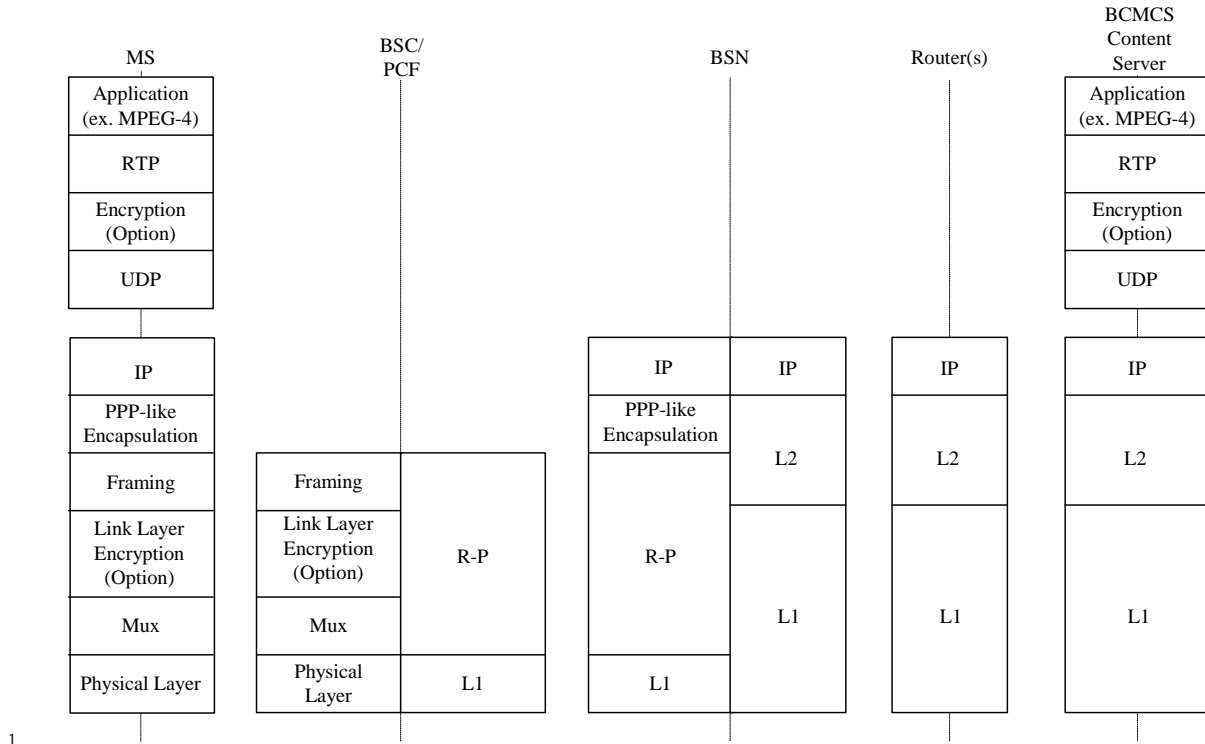 MS
BSC/
PCF
BSN
Router(s)
BCMCS
Content
Server
Application
(ex. MPEG-4)
RTP
Encryption
(Option)
UDP
IP
PPP-like
Encapsulation
Framing
Link Layer
Encryption
(Option)
Mux
Physical Layer
Framing
Link Layer
Encryption
(Option)
Mux
Physical
Layer
R-P
L1
IP
PPP-like
Encapsulation
R-P
L1
IP
L2
L1
IP
L2
L1
Application
(ex. MPEG-4)
RTP
Encryption
(Option)
UDP
IP
L2
L1
1